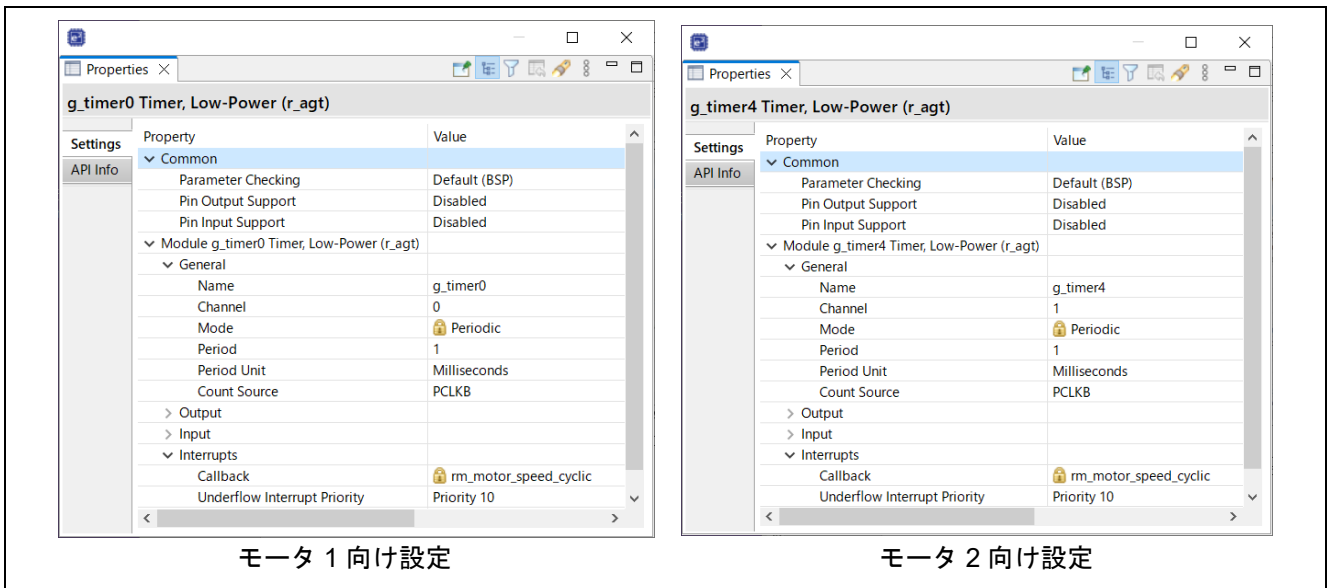 Properties
g_timer0 Timer, Low-Power (r_agt)
Settings
API Info
Property Value
Common
Parameter Checking Default (BSP)
Pin Output Support Disabled
Pin Input Support Disabled
Module g_timer0 Timer, Low-Power (r_agt)
General
Name g_timer0
Channel 0
Mode Periodic
Period 1
Period Unit Milliseconds
Count Source PCLKB
Output
Input
Interrupts
Callback rm_motor_speed_cyclic
Underflow Interrupt Priority Priority 10
モータ 1 向け設定
Properties
g_timer4 Timer, Low-Power (r_agt)
Settings
API Info
Property Value
Common
Parameter Checking Default (BSP)
Pin Output Support Disabled
Pin Input Support Disabled
Module g_timer4 Timer, Low-Power (r_agt)
General
Name g_timer4
Channel 1
Mode Periodic
Period 1
Period Unit Milliseconds
Count Source PCLKB
Output
Input
Interrupts
Callback rm_motor_speed_cyclic
Underflow Interrupt Priority Priority 10
モータ 2 向け設定